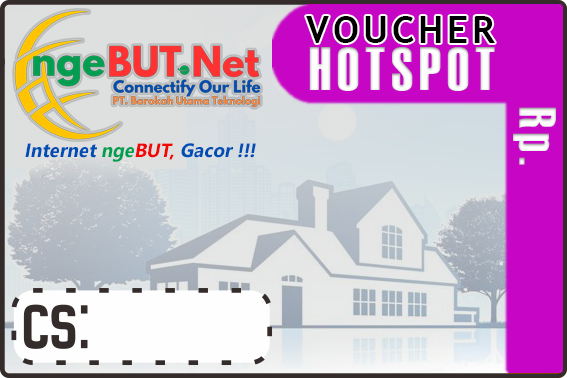 ngeBUT.Net
Connectify Our Life
PT. Barokah Utama Teknologi
Internet ngeBUT, Gacor !!!
VOUCHER
HOTSPOT
Rp.
CS: